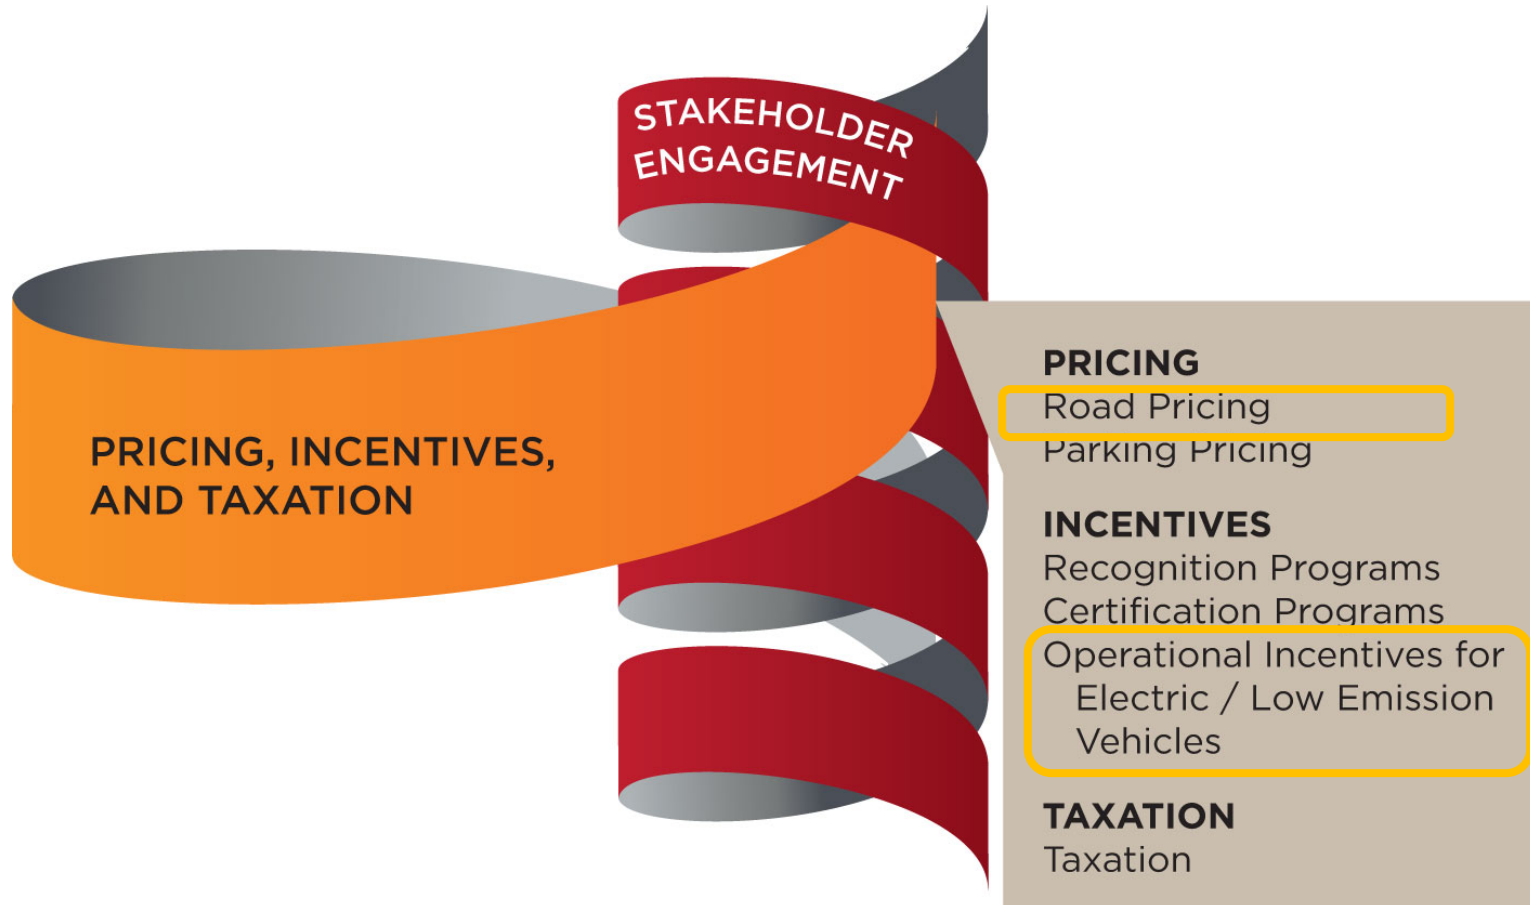 STAKEHOLDER
ENGAGEMENT
PRICING, INCENTIVES,
AND TAXATION
PRICING
Road Pricing
Parking Pricing
INCENTIVES
Recognition Programs
Certification Programs
Operational Incentives for
Electric / Low Emission
Vehicles
TAXATION
Taxation